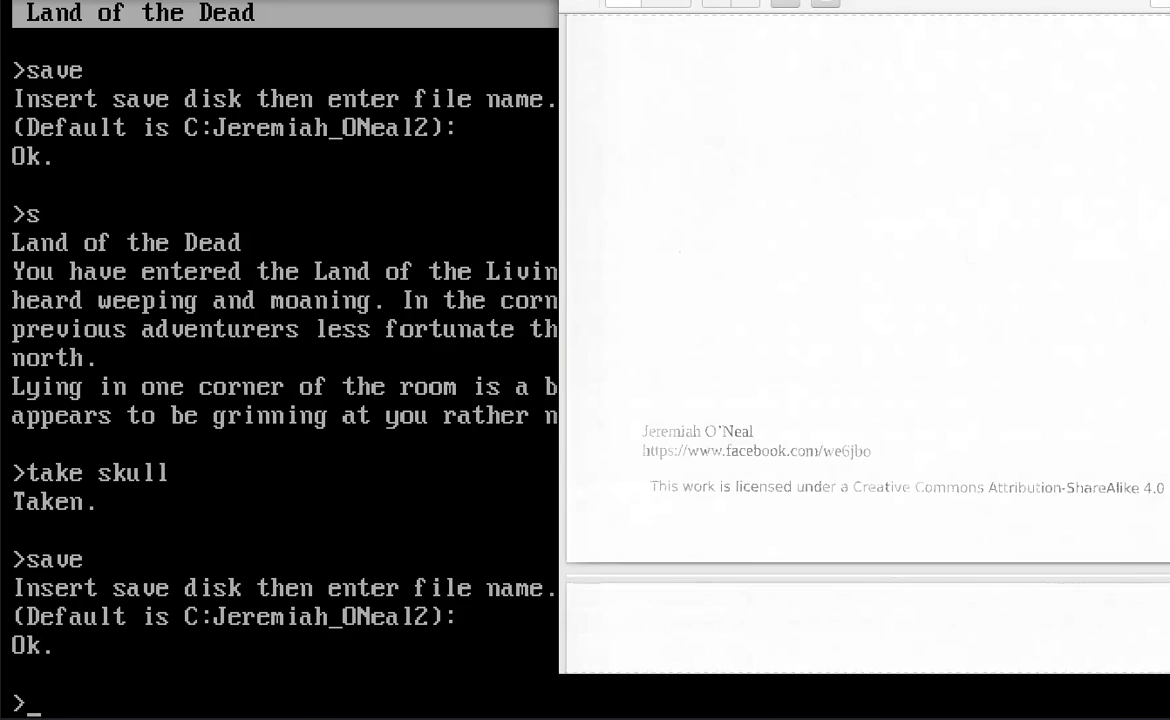 Land of the Dead
>save
Insert save disk then enter file name.
(Default is C:Jeremiah_ONeal2):
Ok.
>s
Land of the Dead
You have entered the Land of the Livin
heard weeping and moaning. In the corn
previous adventurers less fortunate th
north.
Lying in one corner of the room is a b
appears to be grinning at you rather n
>take skull
Taken.
>save
Insert save disk then enter file name.
(Default is C:Jeremiah_ONeal2):
Ok.
>_
Jeremiah O'Neal
https://www.facebook.com/we6jbo
This work is licensed under a Creative Commons Attribution-ShareAlike 4.0